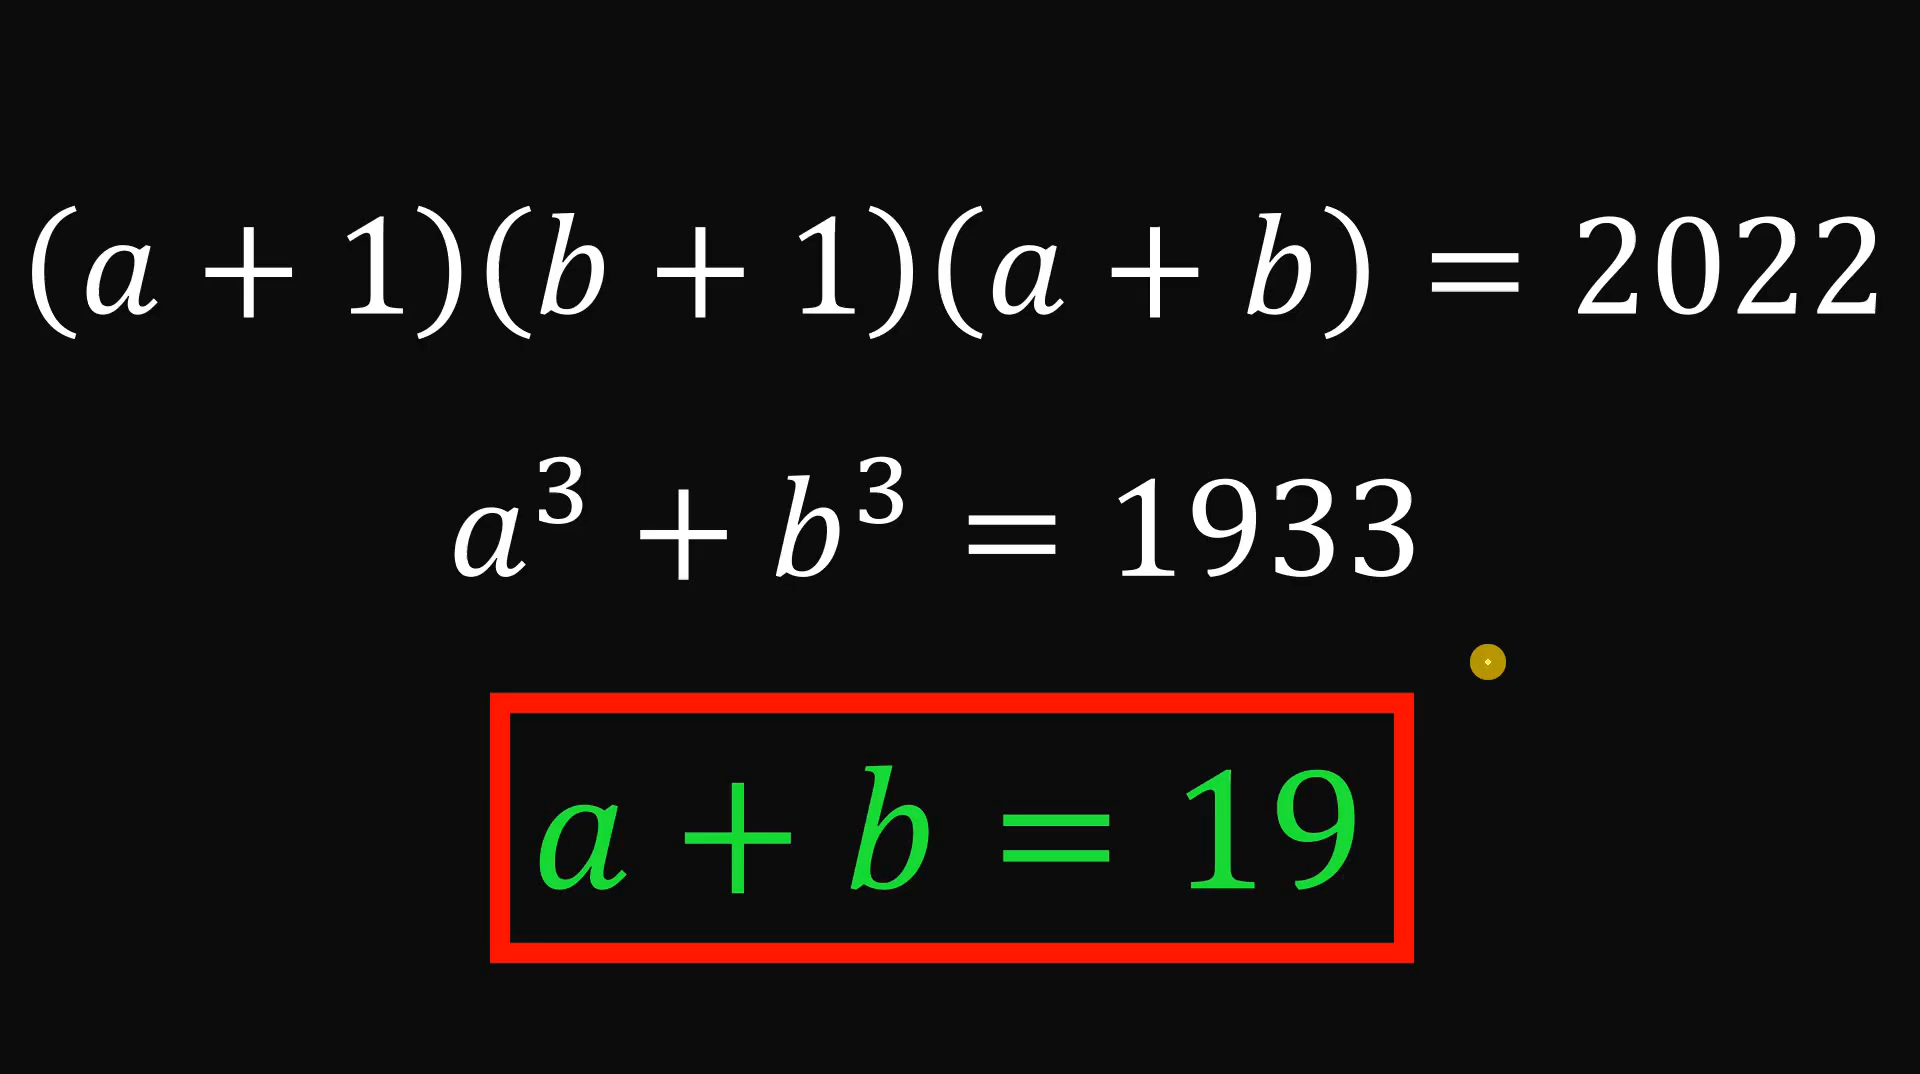 (a + 1)(b + 1)(a + b) = 2022
a³ + b³ = 1933
a + b = 19